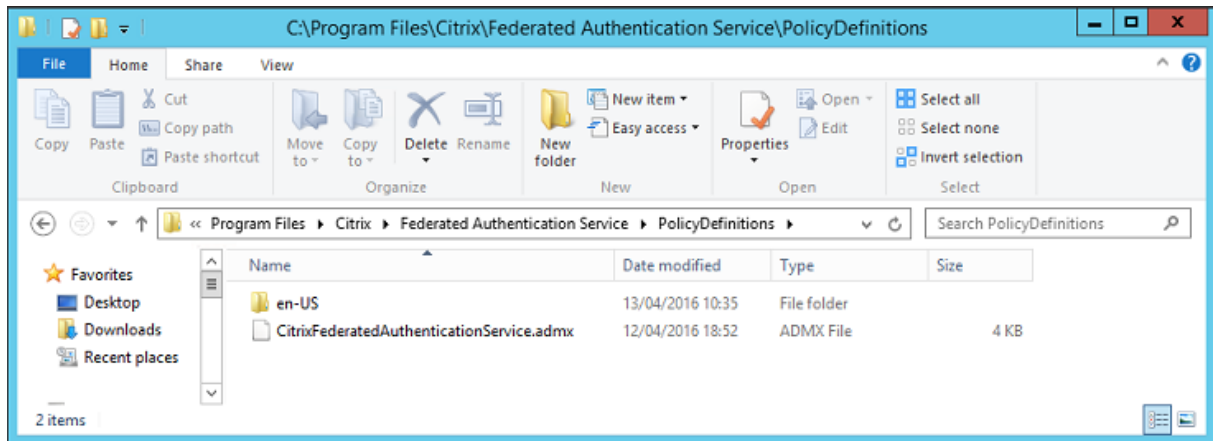 C:\Program Files\Citrix\Federated Authentication Service\PolicyDefinitions
File Home Share View
Copy
Paste
Cut
Copy path
Paste shortcut
Clipboard
Move to
Copy to
Delete
Rename
Organize
New folder
New item
Easy access
New
Properties
Open
Edit
Open
Select all
Select none
Invert selection
Select
« Program Files Citrix Federated Authentication Service PolicyDefinitions
Search PolicyDefinitions
Favorites
Desktop
Downloads
Recent places
Name Date modified Type Size
en-US 13/04/2016 10:35 File folder
CitrixFederatedAuthenticationService.admx 12/04/2016 18:52 ADMX File 4 KB
2 items